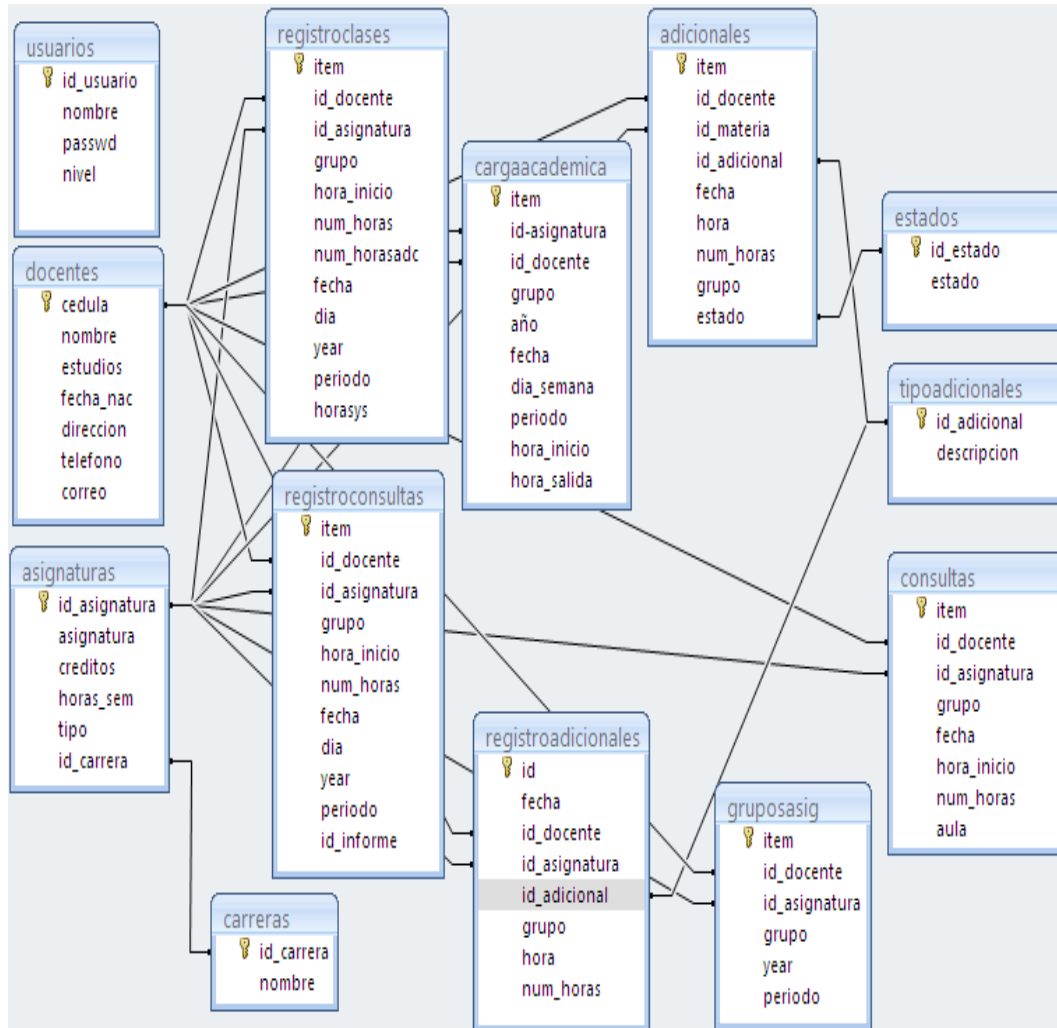 usuarios
id_usuario
nombre
passwd
nivel
docentes
cedula
nombre
estudios
fecha_nac
direccion
telefono
correo
asignaturas
id_asignatura
asignatura
creditos
horas_sem
tipo
id_carrera
carreras
id_carrera
nombre
registroclases
item
id_docente
id_asignatura
grupo
hora_inicio
num_horas
num_horasadc
fecha
dia
year
periodo
horasys
registroconsultas
item
id_docente
id_asignatura
grupo
hora_inicio
num_horas
fecha
dia
year
periodo
id_informe
cargaacademica
item
id-asignatura
id_docente
grupo
año
fecha
dia_semana
periodo
hora_inicio
hora_salida
registroadicionales
id
fecha
id_docente
id_asignatura
id_adicional
grupo
hora
num_horas
adicionales
item
id_docente
id_materia
id_adicional
fecha
hora
num_horas
grupo
estado
gruposasig
item
id_docente
id_asignatura
grupo
year
periodo
estados
id_estado
estado
tipoadicionales
id_adicional
descripcion
consultas
item
id_docente
id_asignatura
grupo
fecha
hora_inicio
num_horas
aula